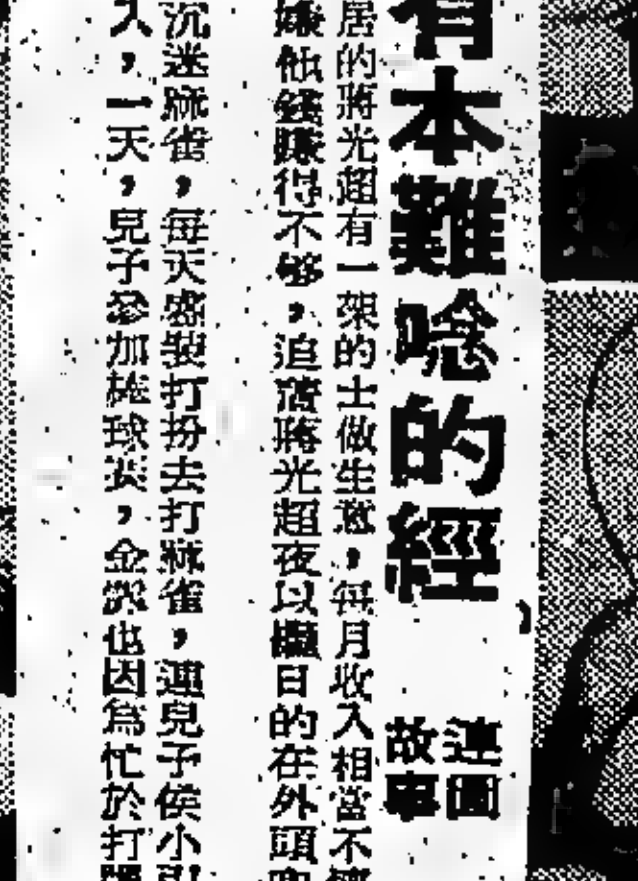 有本難唸的經
連圖
故事
居的蔣光超有一架的士做生意，每月收入相當不
嫌他錢賺得不够，迫著蔣光超夜以繼日的在外頭
沉迷麻雀，每天盛裝打扮去打麻雀，連兒子侯小
入，一天，兒子參加棒球賽，金也因為忙於打